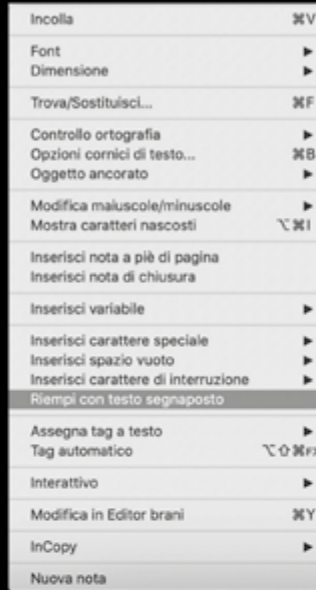 Incolla ⌘V
Font ▶
Dimensione ▶
Trova/Sostituisci... ⌘F
Controllo ortografia ▶
Opzioni cornici di testo... ⌘B
Oggetto ancorato ▶
Modifica maiuscole/minuscole ▶
Mostra caratteri nascosti ⌥⌘I
Inserisci nota a piè di pagina
Inserisci nota di chiusura
Inserisci variabile ▶
Inserisci carattere speciale ▶
Inserisci spazio vuoto ▶
Inserisci carattere di interruzione ▶
Riempi con testo segnaposto
Assegna tag a testo ▶
Tag automatico ⌥⇧⌘
Interattivo ▶
Modifica in Editor brani ⌘Y
InCopy ▶
Nuova nota